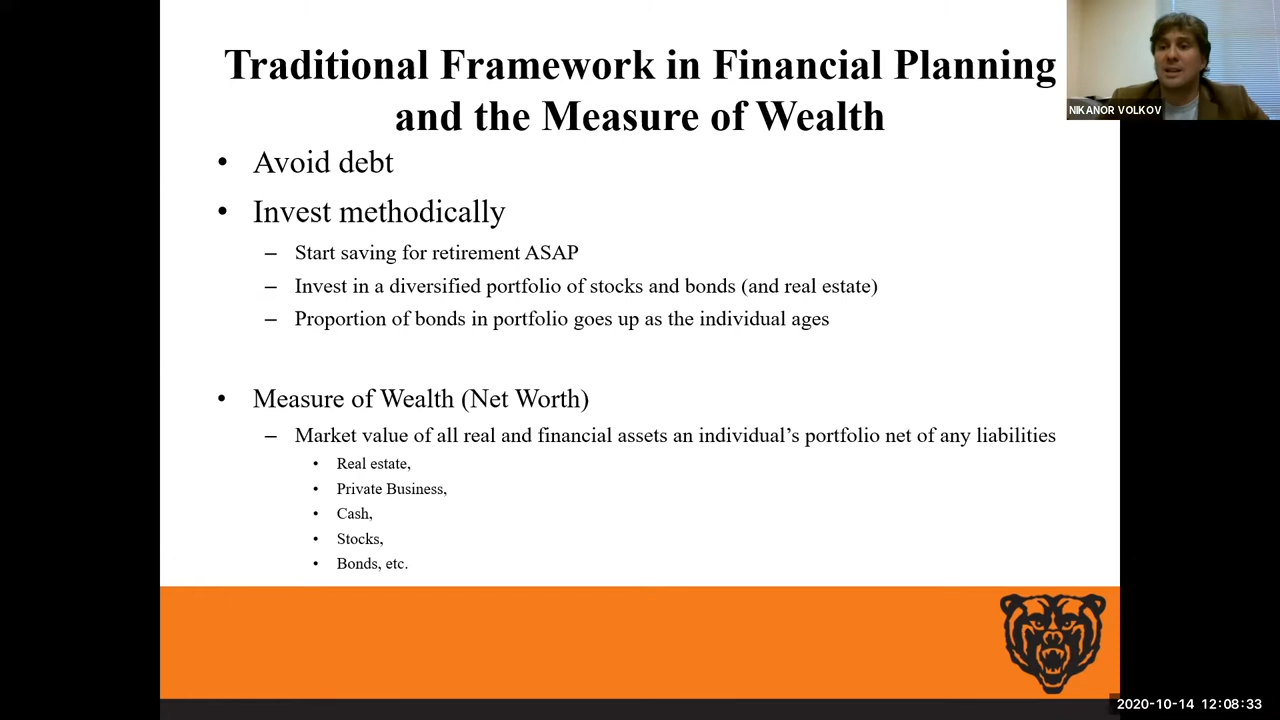 Traditional Framework in Financial Planning
and the Measure of Wealth
NIKANOR VOLKOV
• Avoid debt
• Invest methodically
– Start saving for retirement ASAP
– Invest in a diversified portfolio of stocks and bonds (and real estate)
– Proportion of bonds in portfolio goes up as the individual ages
• Measure of Wealth (Net Worth)
– Market value of all real and financial assets an individual’s portfolio net of any liabilities
• Real estate,
• Private Business,
• Cash,
• Stocks,
• Bonds, etc.
2020-10-14 12:08:33